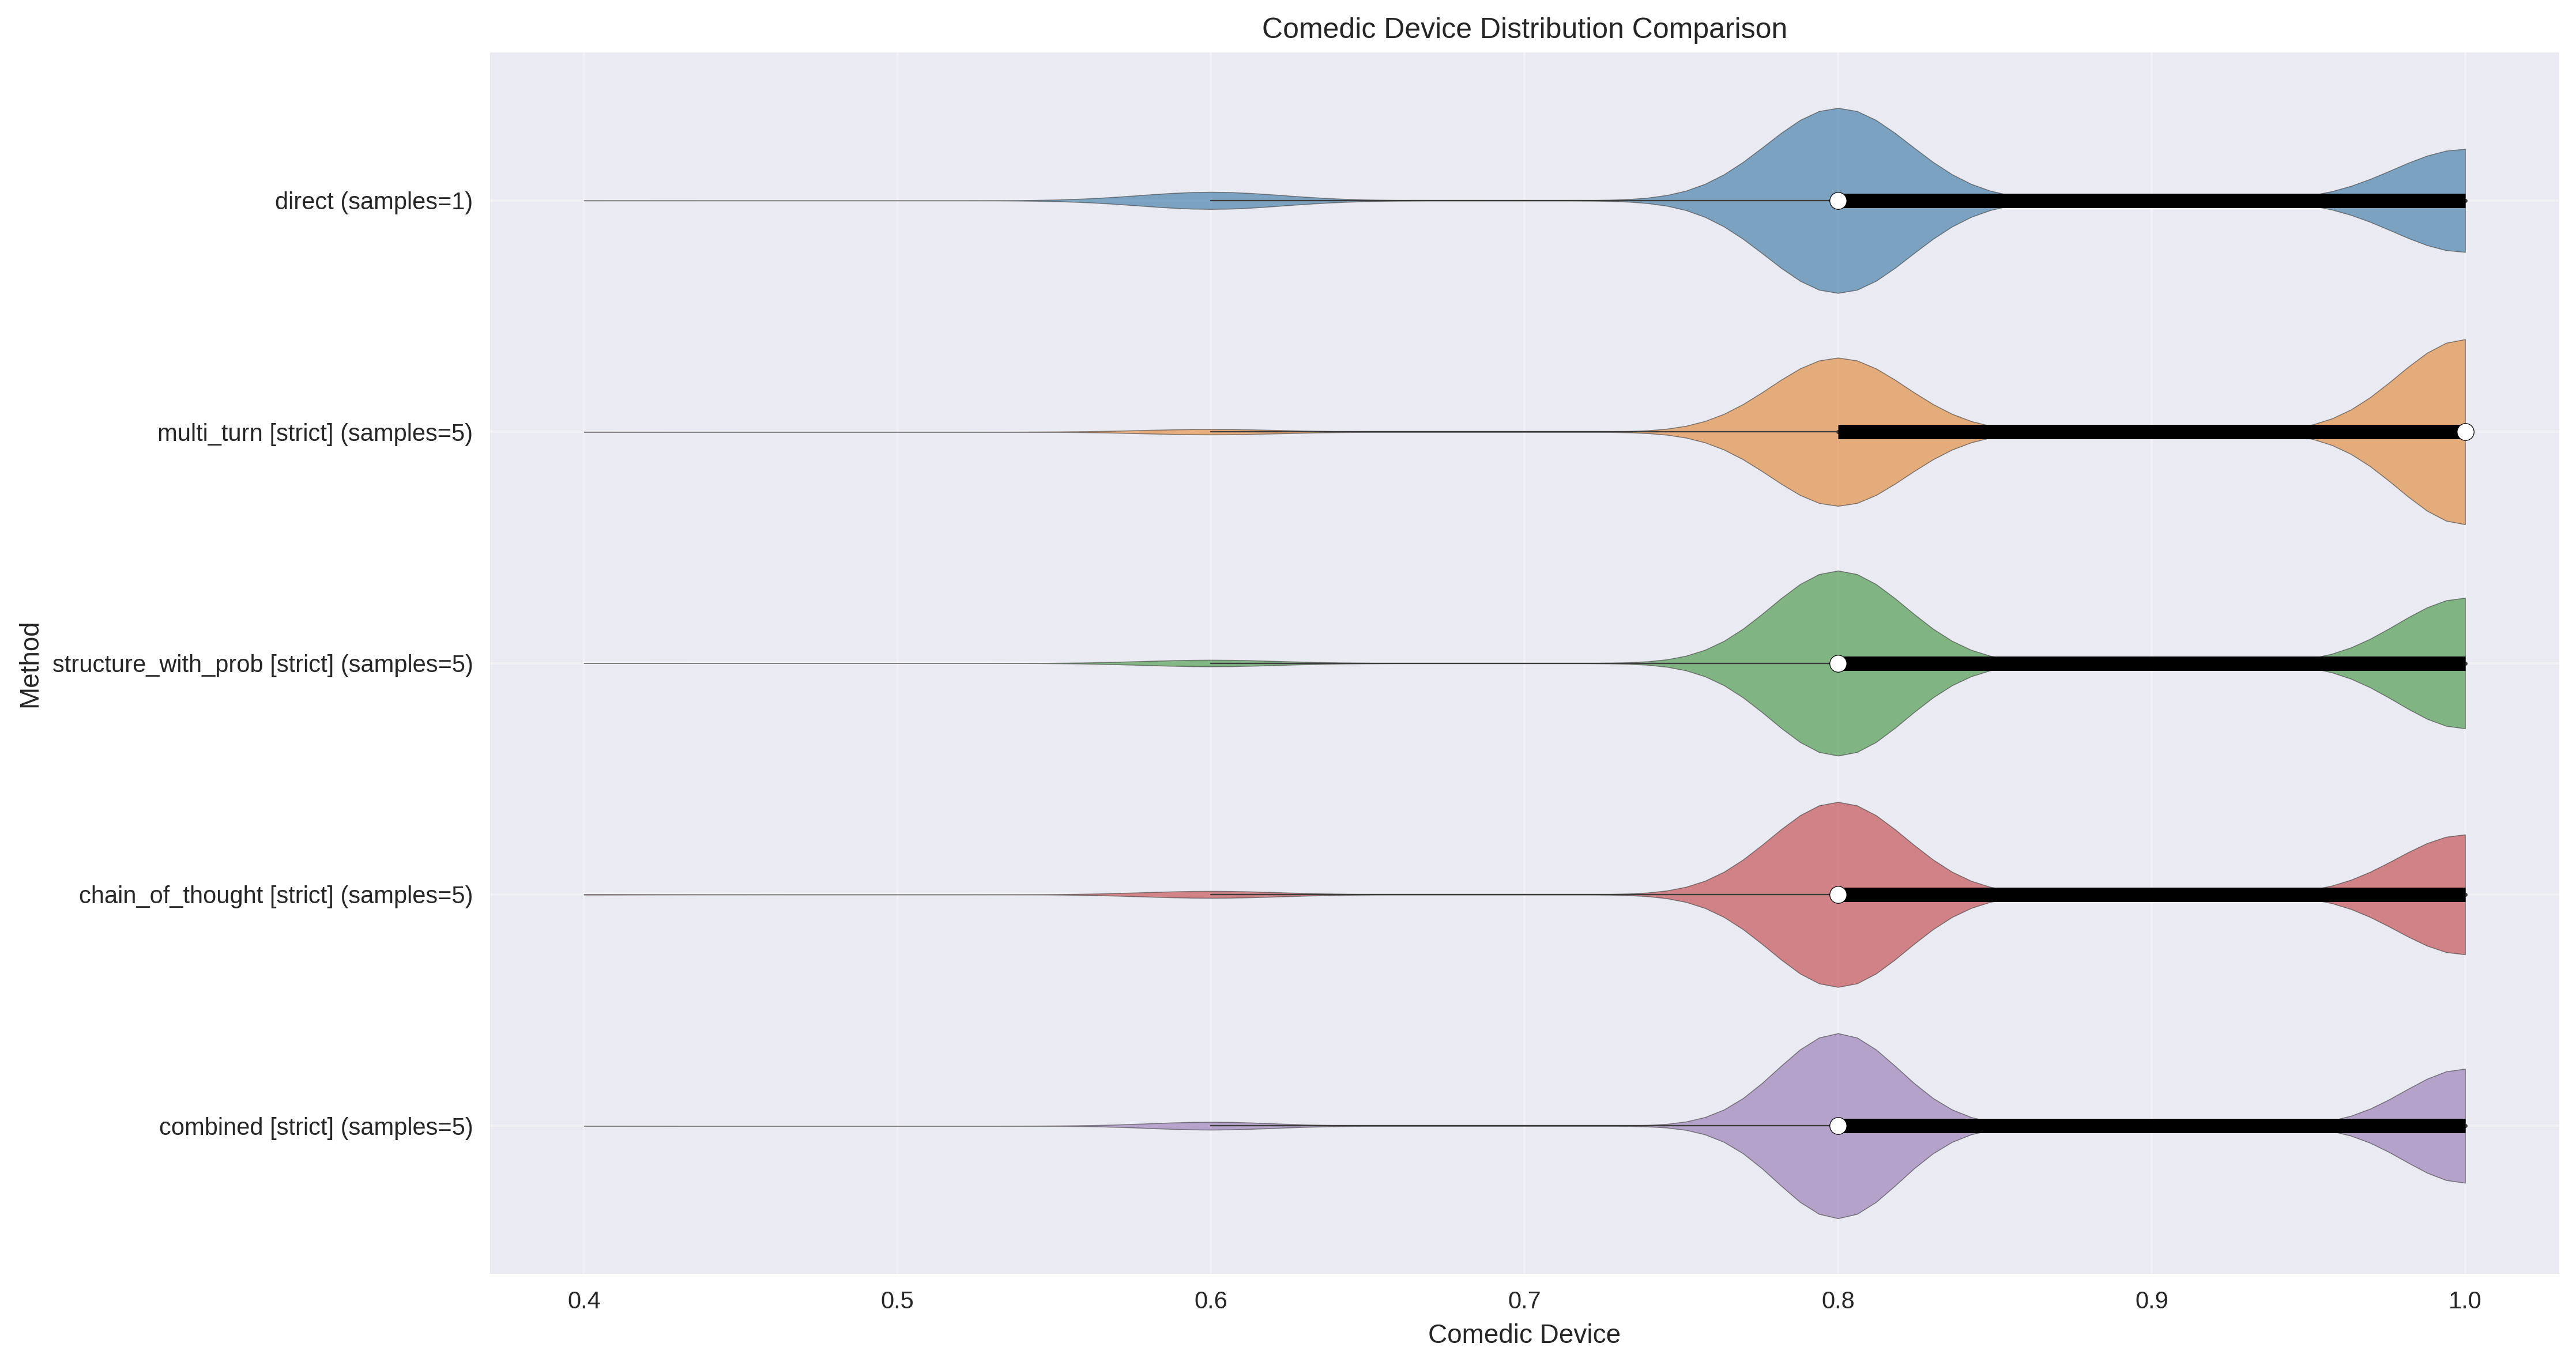 Comedic Device Distribution Comparison
direct (samples=1)
multi_turn [strict] (samples=5)
structure_with_prob [strict] (samples=5)
chain_of_thought [strict] (samples=5)
combined [strict] (samples=5)
Method
0.4 0.5 0.6 0.7 0.8 0.9 1.0
Comedic Device